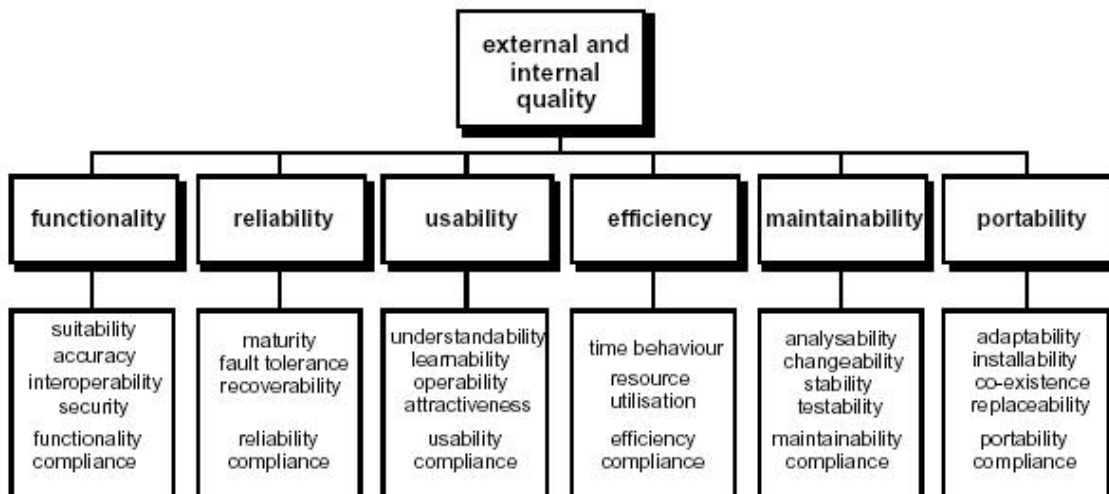 external and
internal
quality
functionality
reliability
usability
efficiency
maintainability
portability
suitability
accuracy
interoperability
security
functionality
compliance
maturity
fault tolerance
recoverability
reliability
compliance
understandability
learnability
operability
attractiveness
usability
compliance
time behaviour
resource
utilisation
efficiency
compliance
analysability
changeability
stability
testability
maintainability
compliance
adaptability
installability
co-existence
replaceability
portability
compliance